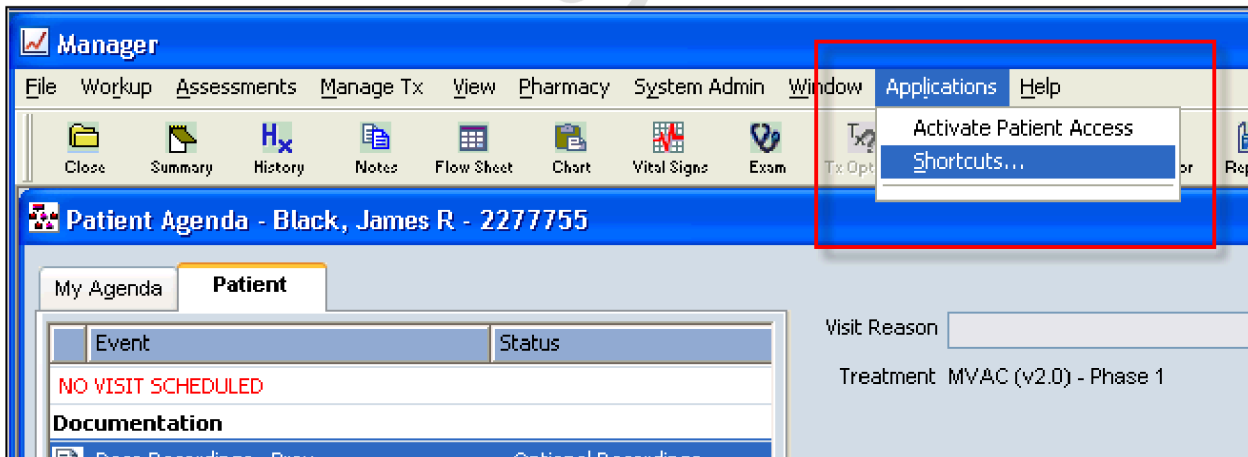 Manager
File Workup Assessments Manage Tx View Pharmacy System Admin Window Applications Help
Activate Patient Access
Shortcuts...
Close Summary History Notes Flow Sheet Chart Vital Signs Exam Tx Opt
Patient Agenda - Black, James R - 2277755
My Agenda Patient
Event Status
Visit Reason
NO VISIT SCHEDULED
Treatment MVAC (v2.0) - Phase 1
Documentation